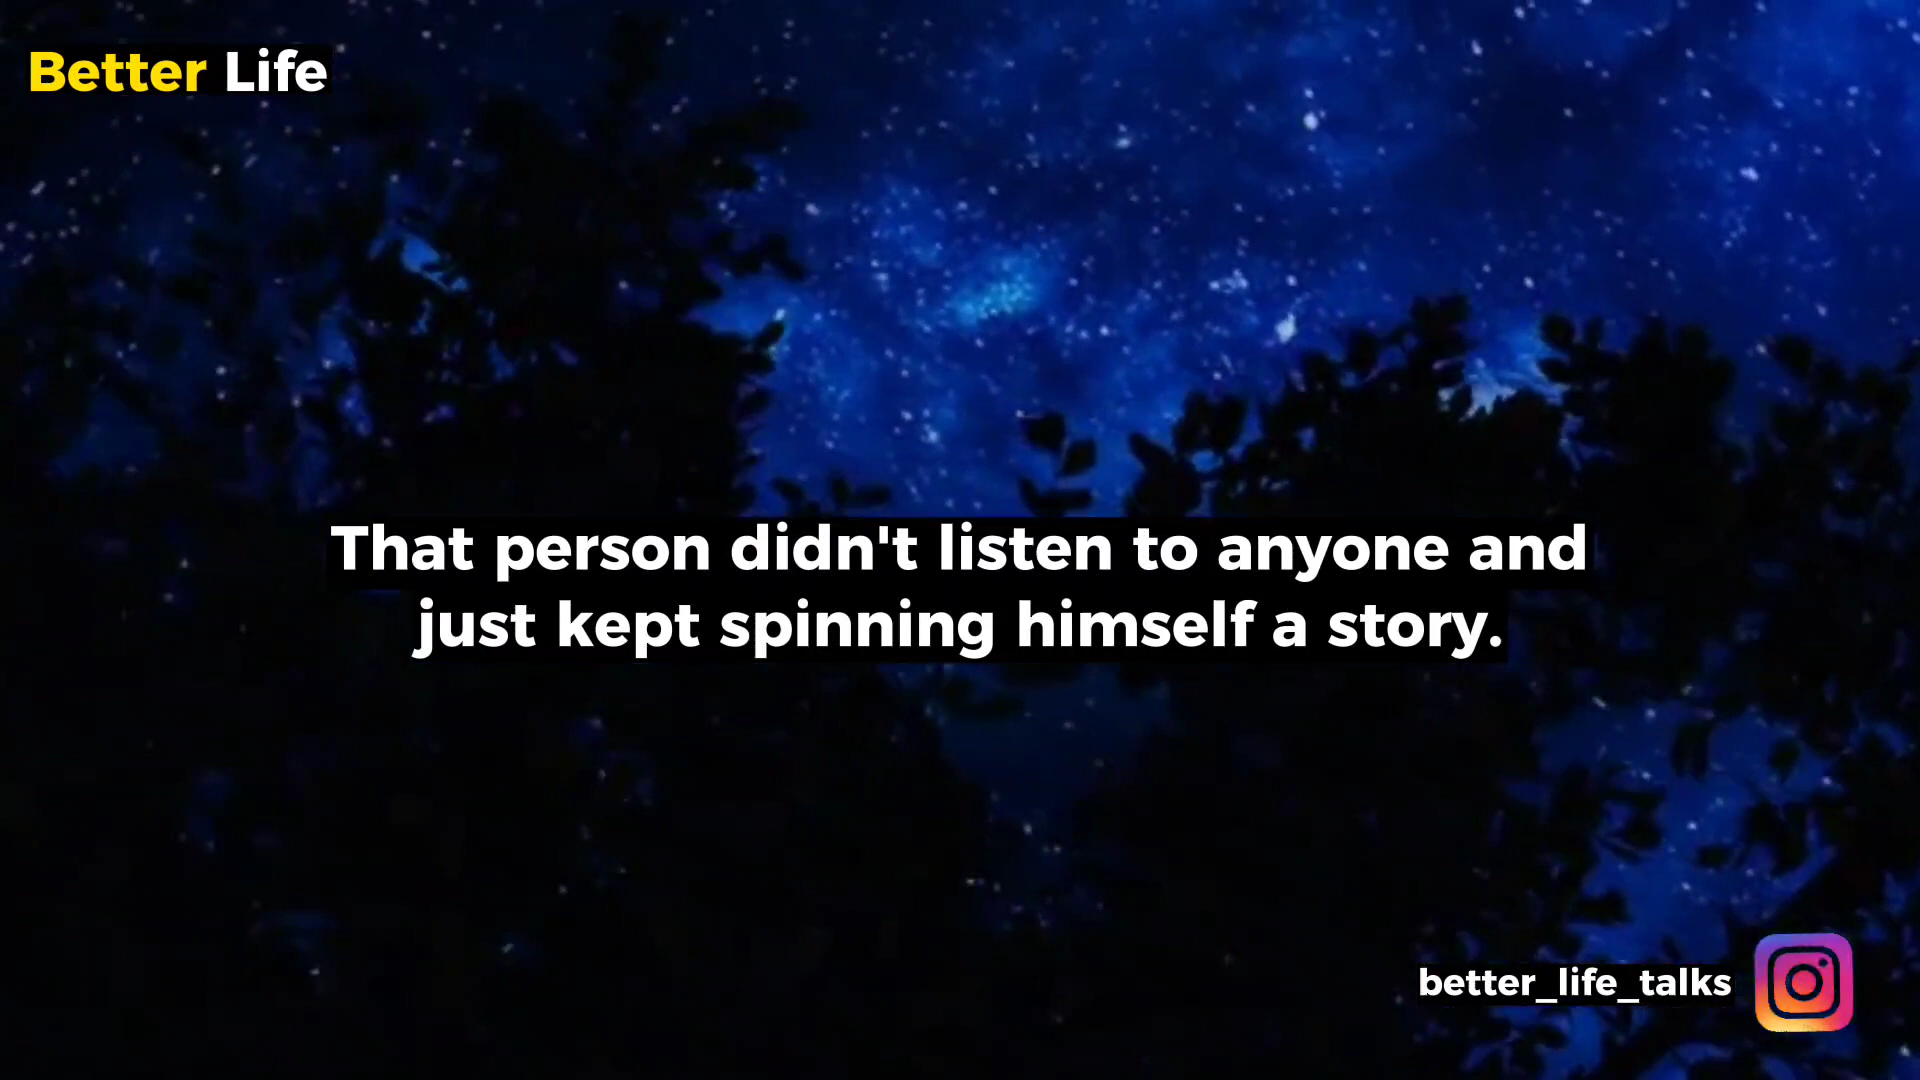 Better Life
That person didn't listen to anyone and
just kept spinning himself a story.
better_life_talks